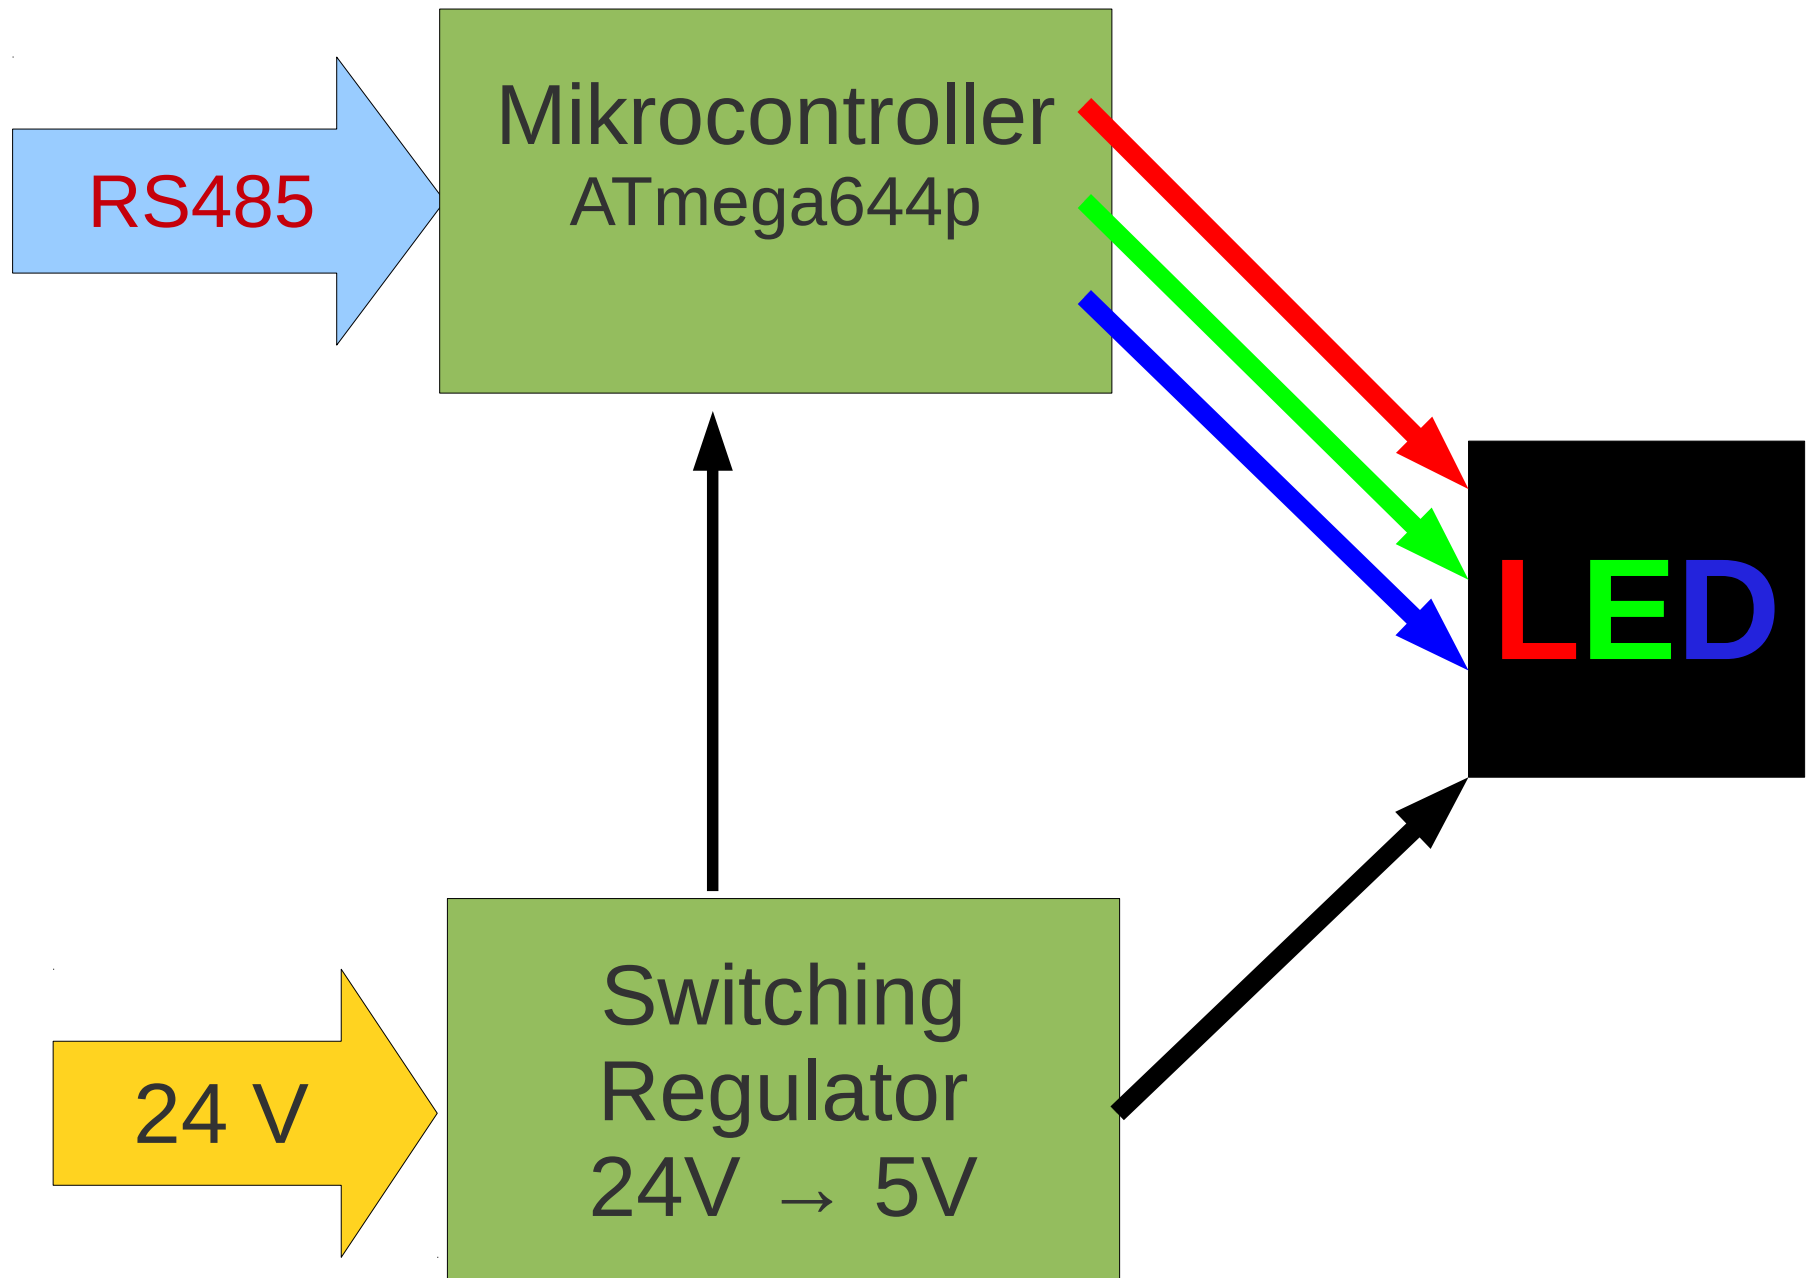 Mikrocontroller
ATmega644p
RS485
LED
Switching
Regulator
24V → 5V
24 V